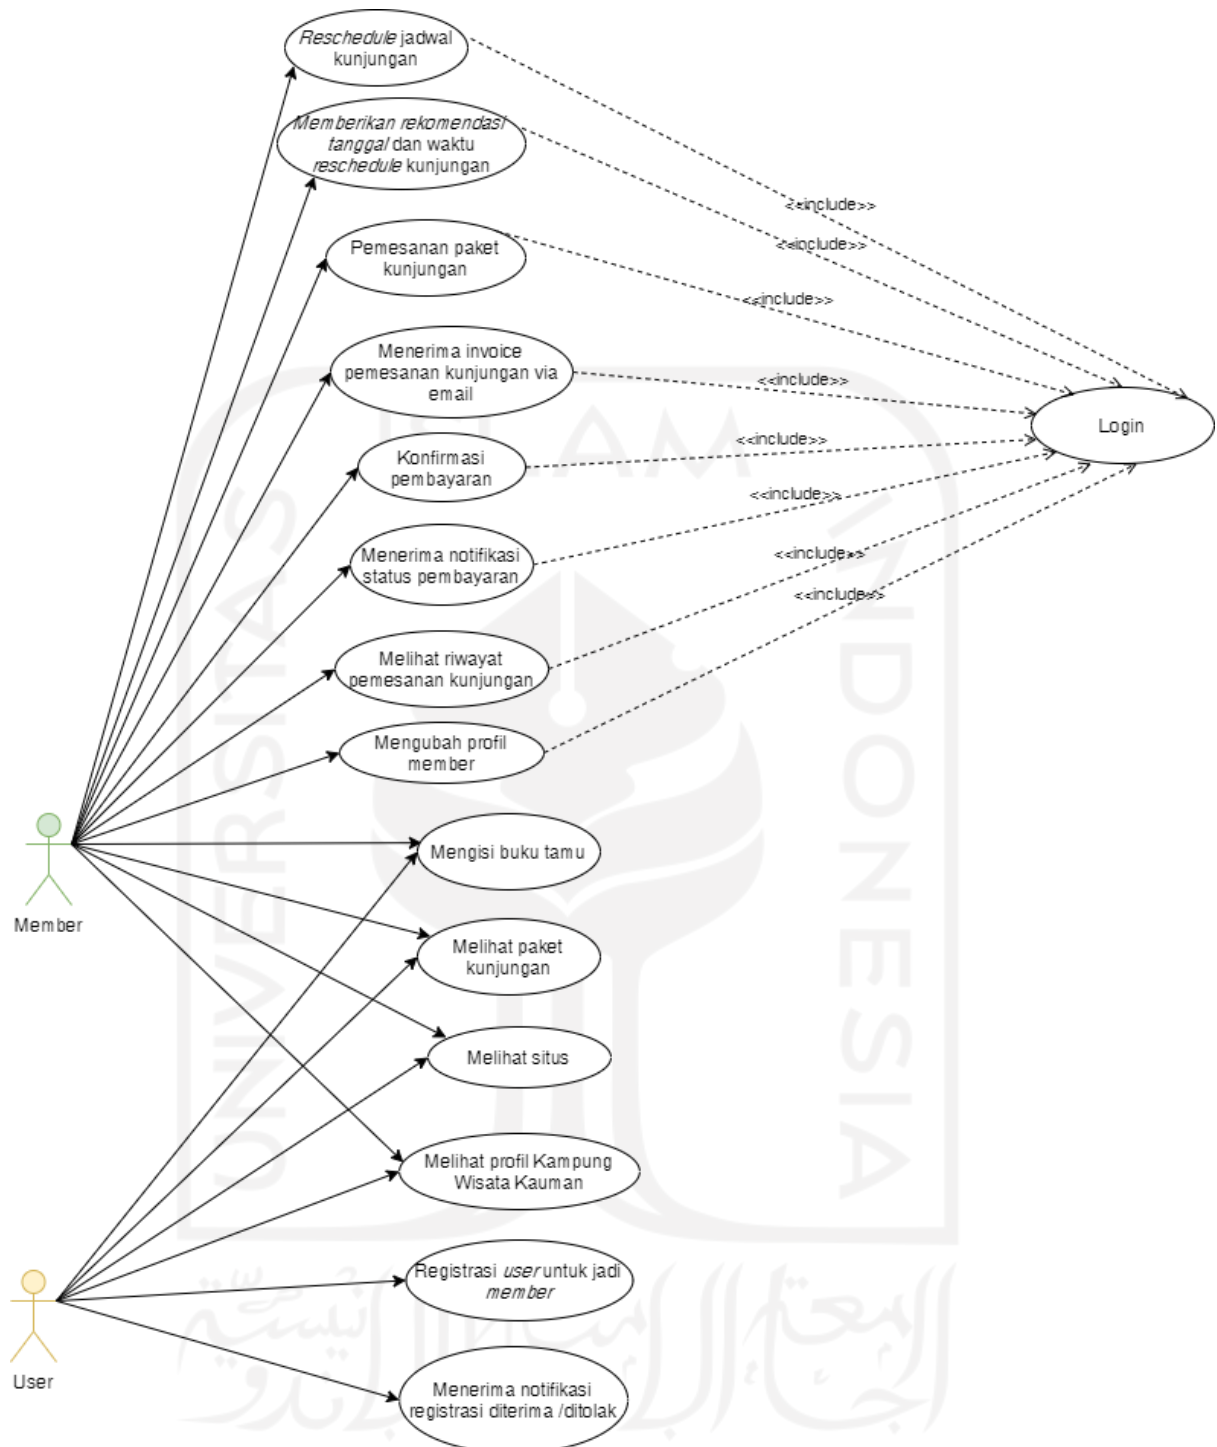 Reschedule jadwal
kunjungan
Memberikan rekomendasi
tanggal dan waktu
reschedule kunjungan
<<include>>
<<include>>
Pemesanan paket
kunjungan
<<include>>
Menerima invoice
pemesanan kunjungan via
email
<<include>>
Login
Konfirmasi
pembayaran
<<include>>
Menerima notifikasi
status pembayaran
<<include>>
<<include>>
<<include>>
Melihat riwayat
pemesanan kunjungan
Mengubah profil
member
Mengisi buku tamu
Member
Melihat paket
kunjungan
Melihat situs
Melihat profil Kampung
Wisata Kauman
Registrasi user untuk jadi
member
User
Menerima notifikasi
registrasi diterima /ditolak
UNIVERSITAS
ISLAM
INDONESIA